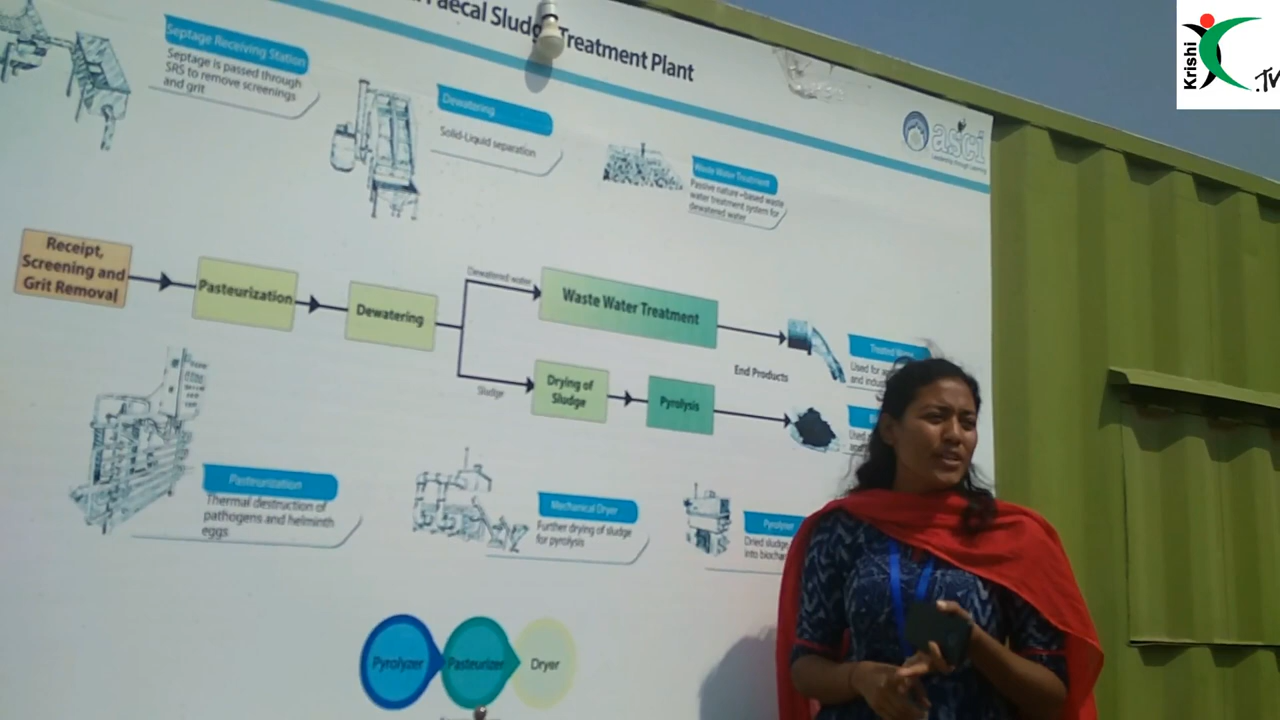 Faecal Sludge Treatment Plant
Krishi
.TV
asci
Leadership through Learning
Septage Receiving Station
Septage is passed through
SRS to remove screenings
and grit
Dewatering
Solid-Liquid separation
Waste Water Treatment
Passive nature-based waste
water treatment system for
dewatered water
Receipt,
Screening and
Grit Removal
Pasteurization
Dewatering
Dewatered water
Sludge
Waste Water Treatment
Drying of
Sludge
Pyrolysis
End Products
Treated
Used for
and
Used
Pasteurization
Thermal destruction of
pathogens and helminth
eggs
Mechanical Dryer
Further drying of sludge
for pyrolysis
Pyrolyser
Dried sludge
into
Pyrolyzer
Pasteurizer
Dryer